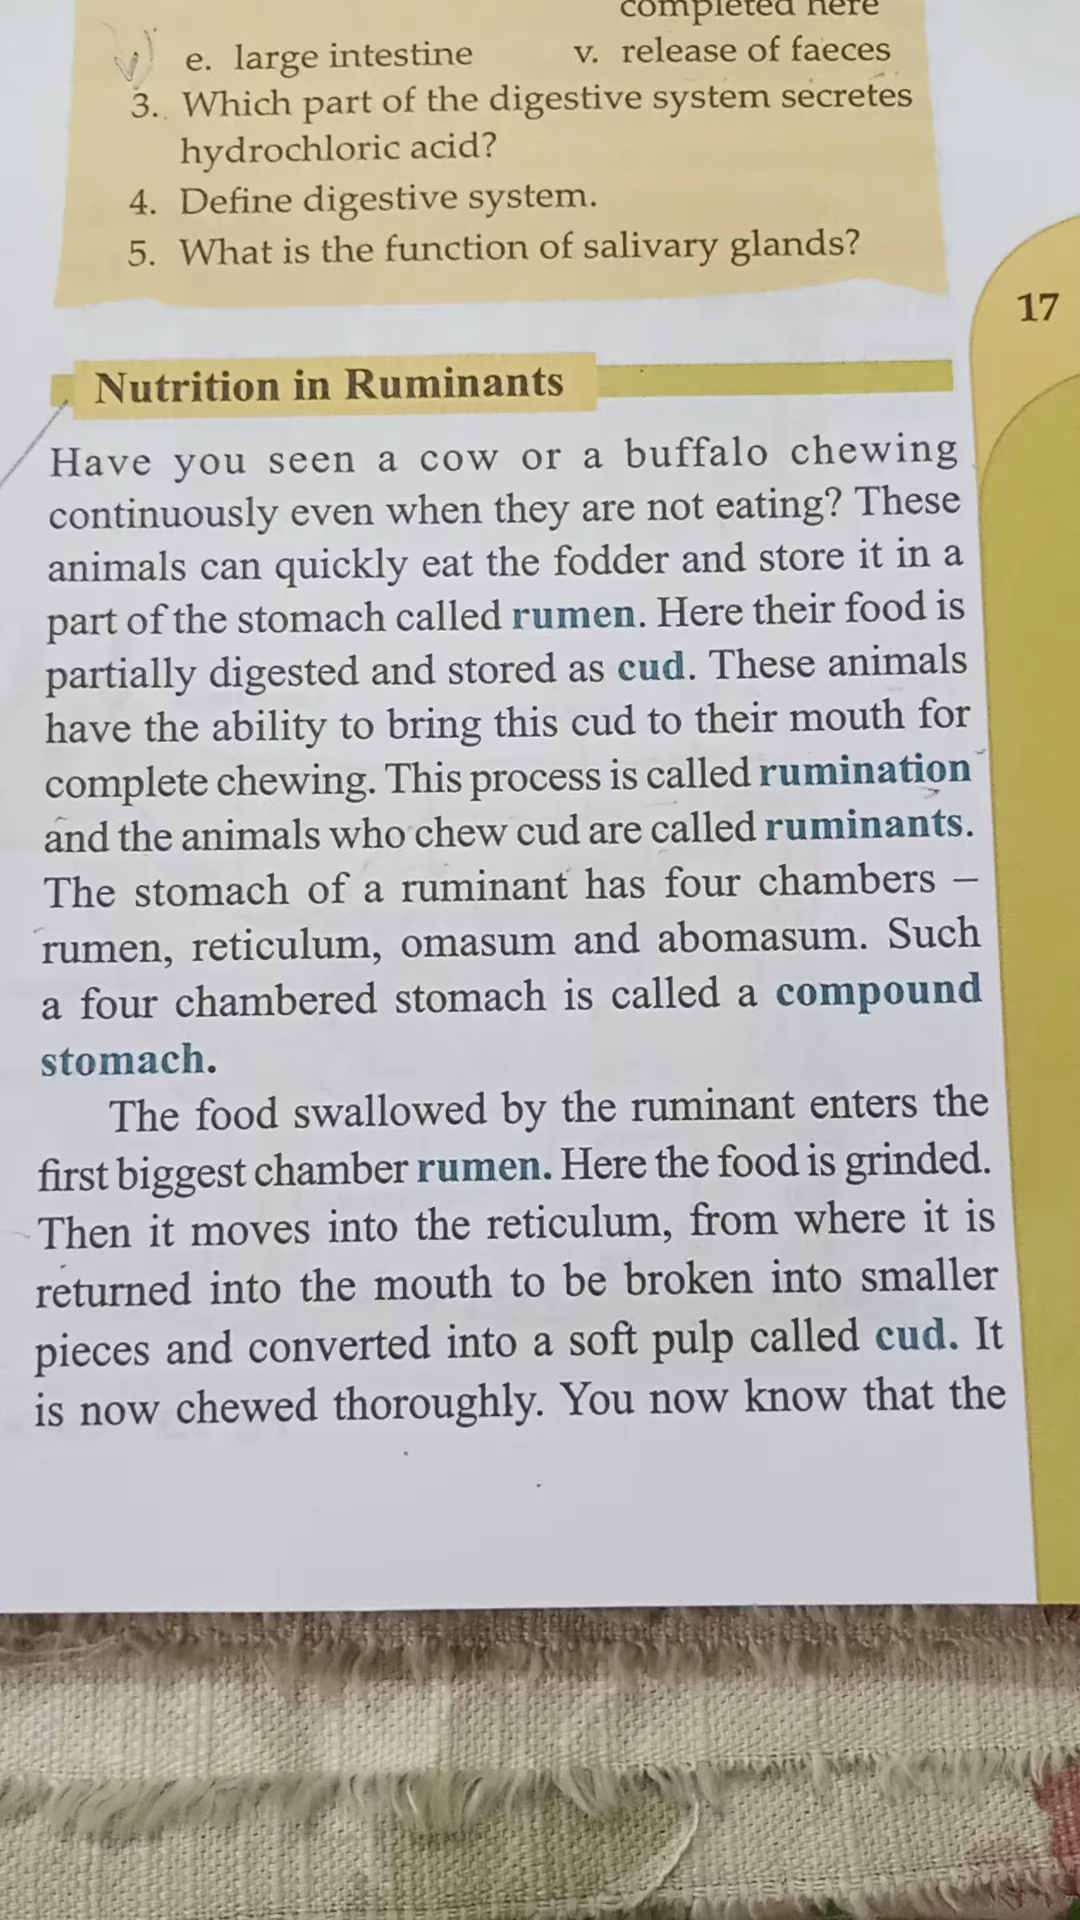 completed here
e. large intestine v. release of faeces
3. Which part of the digestive system secretes
hydrochloric acid?
4. Define digestive system.
5. What is the function of salivary glands?
17
Nutrition in Ruminants
Have you seen a cow or a buffalo chewing
continuously even when they are not eating? These
animals can quickly eat the fodder and store it in a
part of the stomach called rumen. Here their food is
partially digested and stored as cud. These animals
have the ability to bring this cud to their mouth for
complete chewing. This process is called rumination
and the animals who chew cud are called ruminants.
The stomach of a ruminant has four chambers –
rumen, reticulum, omasum and abomasum. Such
a four chambered stomach is called a compound
stomach.
The food swallowed by the ruminant enters the
first biggest chamber rumen. Here the food is grinded.
Then it moves into the reticulum, from where it is
returned into the mouth to be broken into smaller
pieces and converted into a soft pulp called cud. It
is now chewed thoroughly. You now know that the